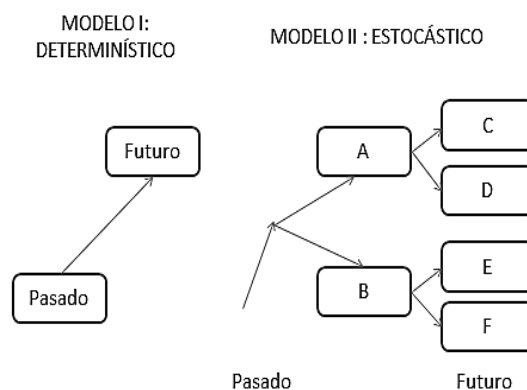 MODELO I:
DETERMINÍSTICO
Futuro
Pasado
MODELO II : ESTOCÁSTICO
A
B
C
D
E
F
Pasado
Futuro